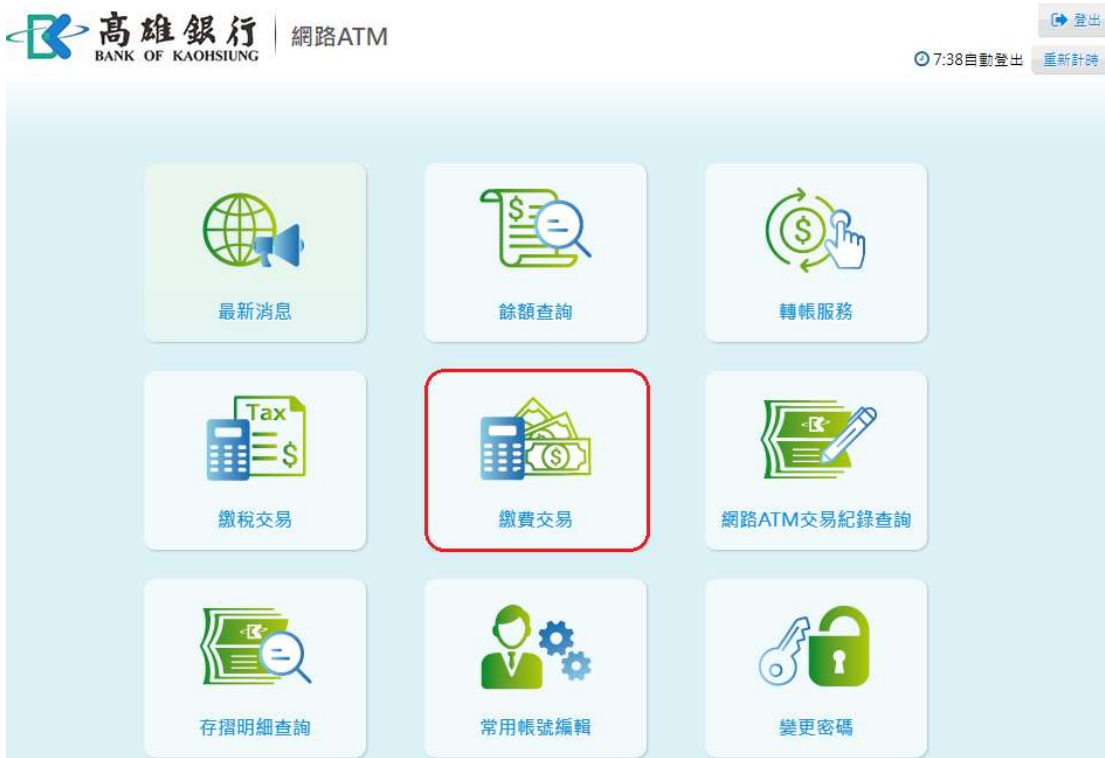 高雄銀行 網路ATM 登出
BANK OF KAOHSIUNG
7:38自動登出 重新計時
$ $
最新消息 餘額查詢 轉帳服務
Tax
$ $
繳稅交易 繳費交易 網路ATM交易紀錄查詢
存摺明細查詢 常用帳號編輯 變更密碼